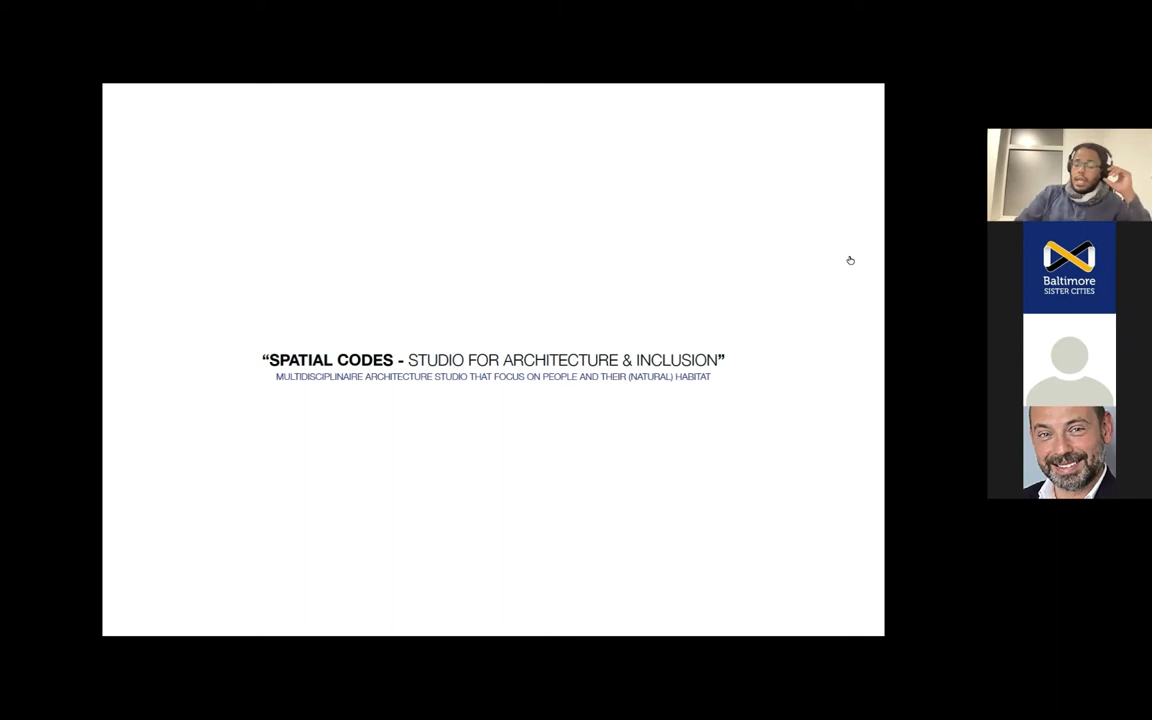 “SPATIAL CODES - STUDIO FOR ARCHITECTURE & INCLUSION”
MULTIDISCIPLINAIRE ARCHITECTURE STUDIO THAT FOCUS ON PEOPLE AND THEIR (NATURAL) HABITAT
Baltimore
SISTER CITIES